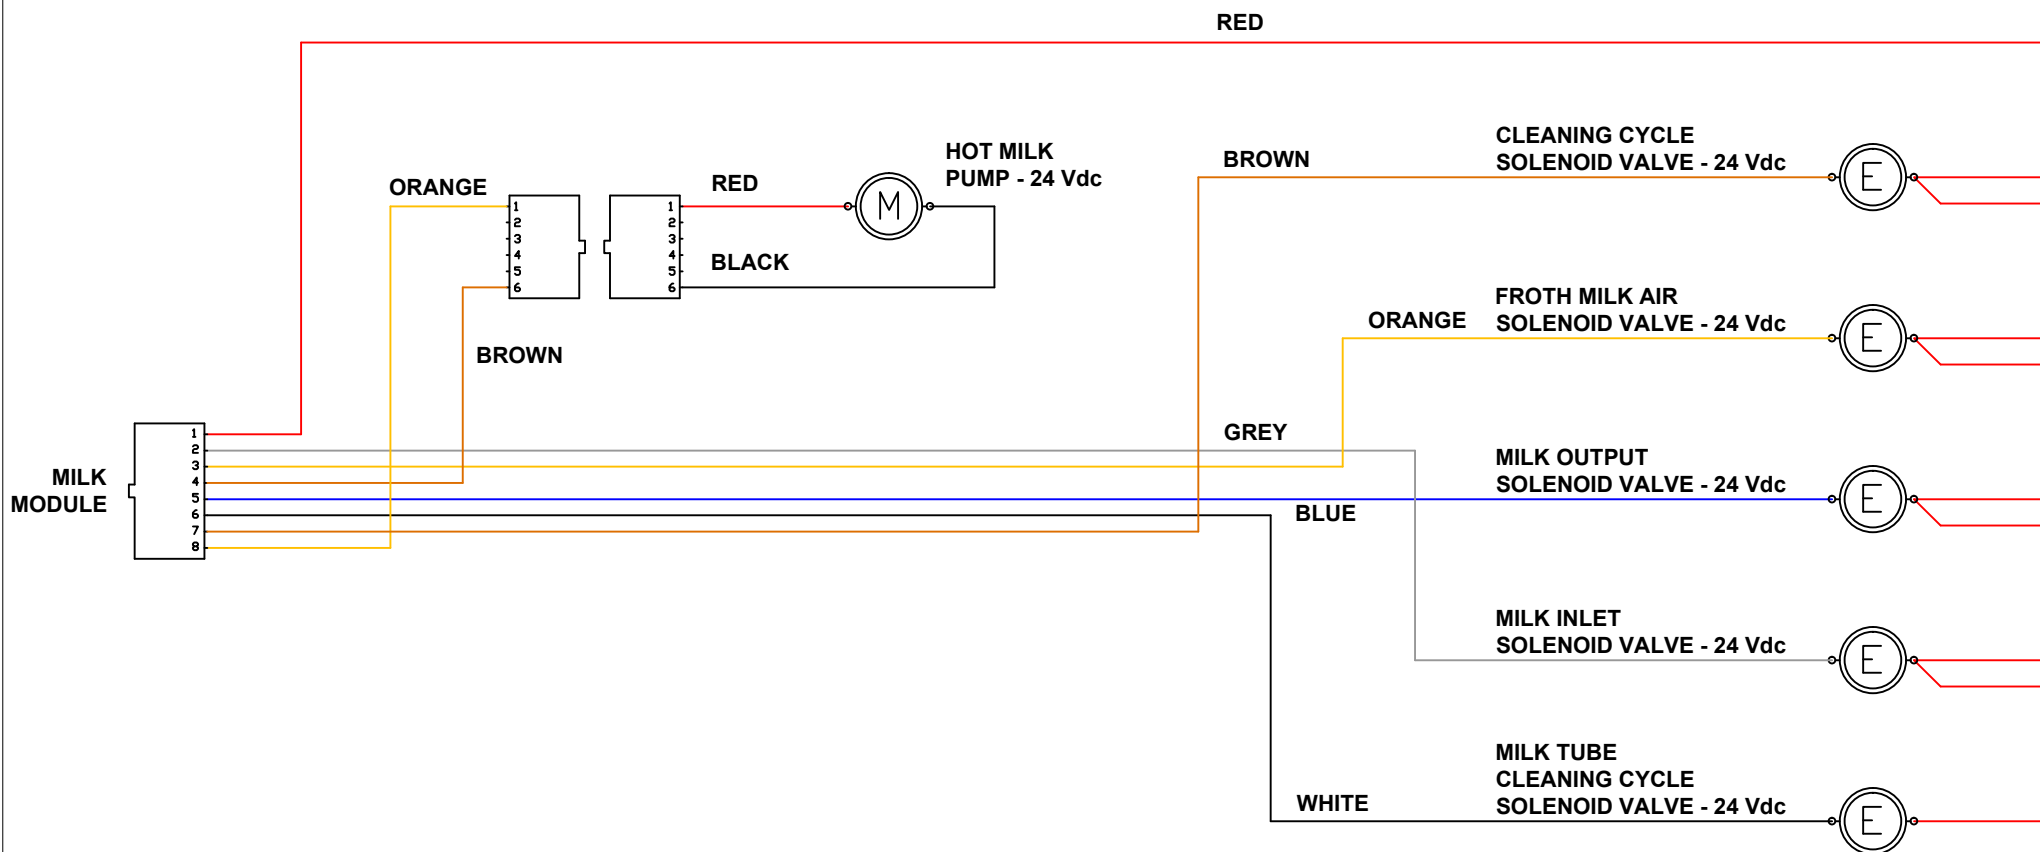 RED
CLEANING CYCLE
SOLENOID VALVE - 24 Vdc
BROWN
HOT MILK
PUMP - 24 Vdc
ORANGE
RED
M
E
1
2
3
4
5
6
1
2
3
4
5
6
BLACK
BROWN
FROTH MILK AIR
SOLENOID VALVE - 24 Vdc
ORANGE
E
GREY
MILK
MODULE
1
2
3
4
5
6
7
8
MILK OUTPUT
SOLENOID VALVE - 24 Vdc
BLUE
E
MILK INLET
SOLENOID VALVE - 24 Vdc
E
MILK TUBE
CLEANING CYCLE
SOLENOID VALVE - 24 Vdc
WHITE
E